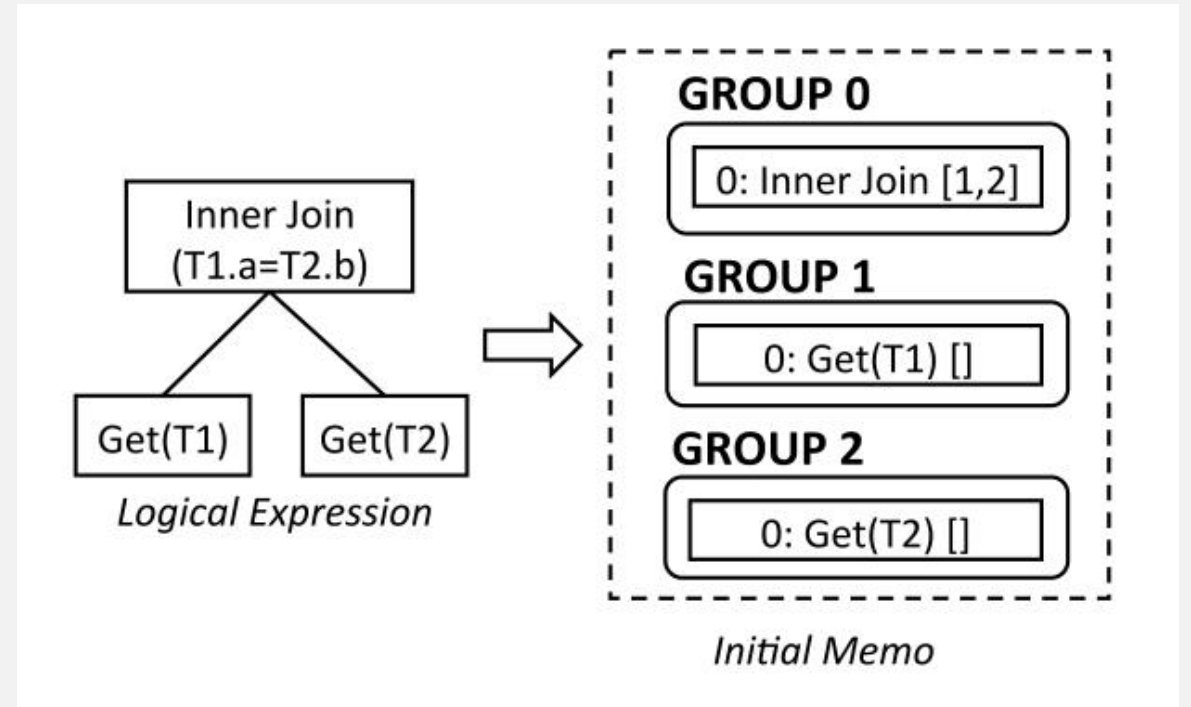 Inner Join
(T1.a=T2.b)
Get(T1)
Get(T2)
Logical Expression
GROUP 0
0: Inner Join [1,2]
GROUP 1
0: Get(T1) []
GROUP 2
0: Get(T2) []
Initial Memo